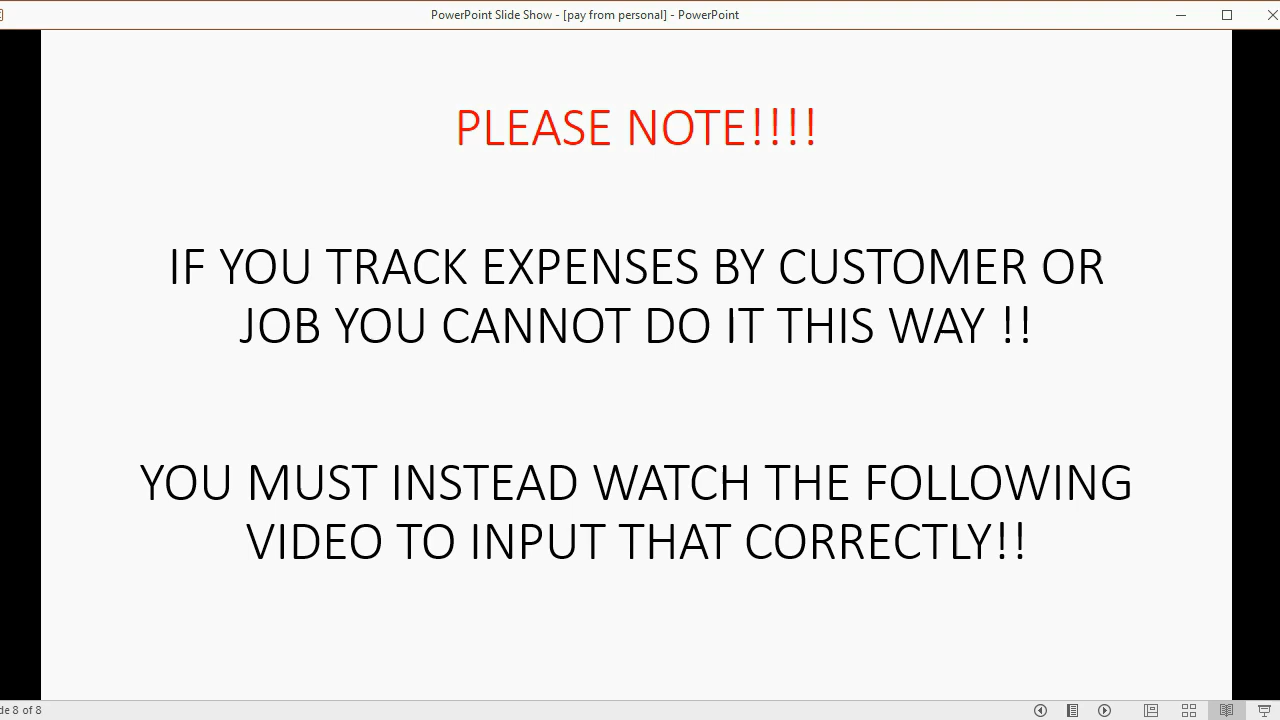 PowerPoint Slide Show - [pay from personal] - PowerPoint
PLEASE NOTE!!!!
IF YOU TRACK EXPENSES BY CUSTOMER OR
JOB YOU CANNOT DO IT THIS WAY !!
YOU MUST INSTEAD WATCH THE FOLLOWING
VIDEO TO INPUT THAT CORRECTLY!!
de 8 of 8